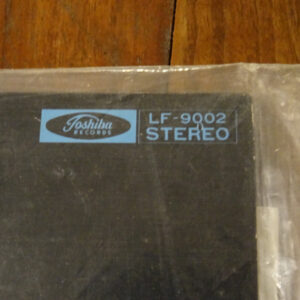 Toshiba
RECORDS
LF-9002
STEREO